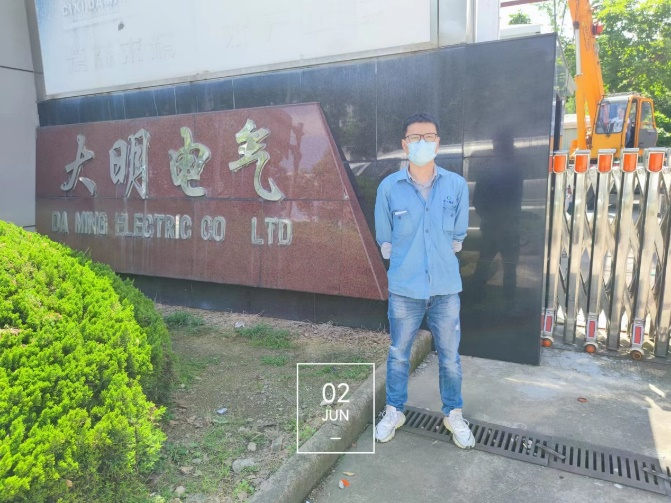 大明电气
DA MING ELECTRIC CO LTD
02
JUN